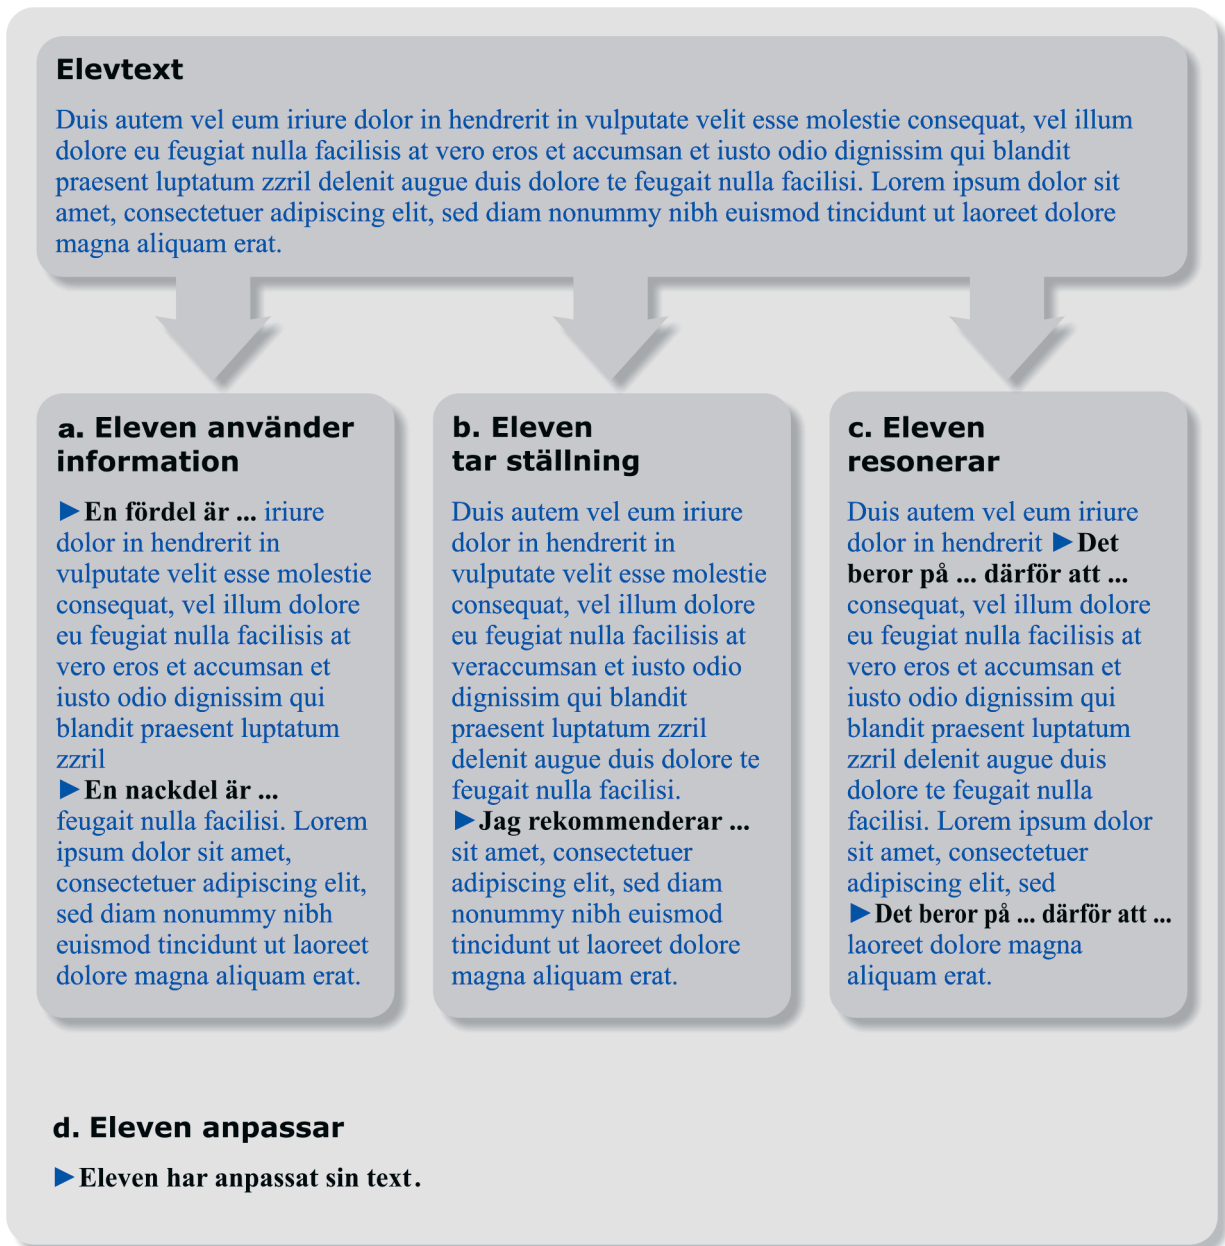 Elevtext
Duis autem vel eum iriure dolor in hendrerit in vulputate velit esse molestie consequat, vel illum
dolore eu feugiat nulla facilisis at vero eros et accumsan et iusto odio dignissim qui blandit
praesent luptatum zzril delenit augue duis dolore te feugait nulla facilisi. Lorem ipsum dolor sit
amet, consectetuer adipiscing elit, sed diam nonummy nibh euismod tincidunt ut laoreet dolore
magna aliquam erat.
a. Eleven använder
information
▶En fördel är ... iriure
dolor in hendrerit in
vulputate velit esse molestie
consequat, vel illum dolore
eu feugiat nulla facilisis at
vero eros et accumsan et
iusto odio dignissim qui
blandit praesent luptatum
zzril
▶En nackdel är ...
feugait nulla facilisi. Lorem
ipsum dolor sit amet,
consectetuer adipiscing elit,
sed diam nonummy nibh
euismod tincidunt ut laoreet
dolore magna aliquam erat.
b. Eleven
tar ställning
Duis autem vel eum iriure
dolor in hendrerit in
vulputate velit esse molestie
consequat, vel illum dolore
eu feugiat nulla facilisis at
veraccumsan et iusto odio
dignissim qui blandit
praesent luptatum zzril
delenit augue duis dolore te
feugait nulla facilisi.
▶Jag rekommenderar ...
sit amet, consectetuer
adipiscing elit, sed diam
nonummy nibh euismod
tincidunt ut laoreet dolore
magna aliquam erat.
c. Eleven
resonerar
Duis autem vel eum iriure
dolor in hendrerit ▶Det
beror på ... därför att ...
consequat, vel illum dolore
eu feugiat nulla facilisis at
vero eros et accumsan et
iusto odio dignissim qui
blandit praesent luptatum
zzril delenit augue duis
dolore te feugait nulla
facilisi. Lorem ipsum dolor
sit amet, consectetuer
adipiscing elit, sed
▶Det beror på ... därför att ...
laoreet dolore magna
aliquam erat.
d. Eleven anpassar
▶Eleven har anpassat sin text.